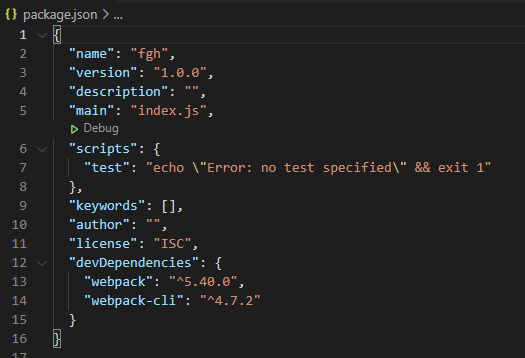 package.json > ...
1 {
2 "name": "fgh",
3 "version": "1.0.0",
4 "description": "",
5 "main": "index.js",
Debug
6 "scripts": {
7 "test": "echo \"Error: no test specified\" && exit 1"
8 },
9 "keywords": [],
10 "author": "",
11 "license": "ISC",
12 "devDependencies": {
13 "webpack": "^5.40.0",
14 "webpack-cli": "^4.7.2"
15 }
16 }
17